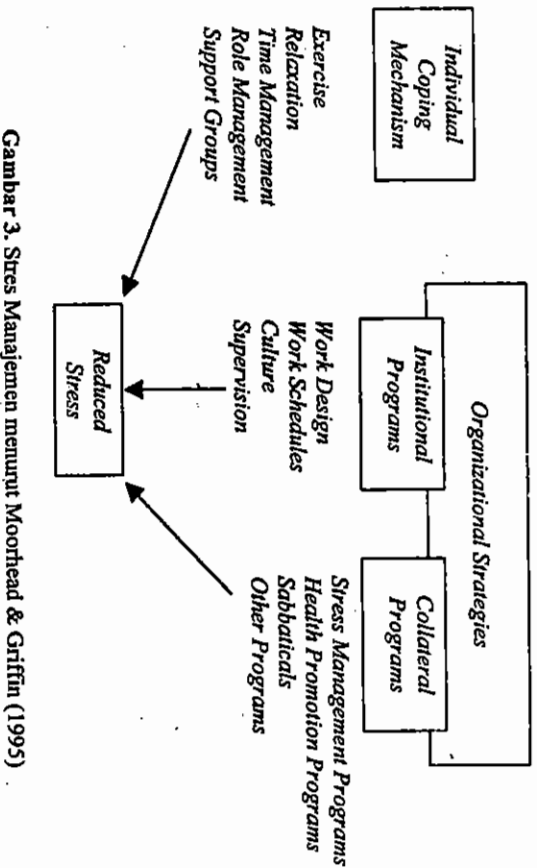 Organizational Strategies
Individual
Coping
Mechanism
Institutional
Programs
Collateral
Programs
Exercise
Relaxation
Time Management
Role Management
Support Groups
Work Design
Work Schedules
Culture
Supervision
Stress Management Programs
Health Promotion Programs
Sabbaticals
Other Programs
Reduced
Stress
Gambar 3. Stres Manajemen menurut Moorhead & Griffin (1995)